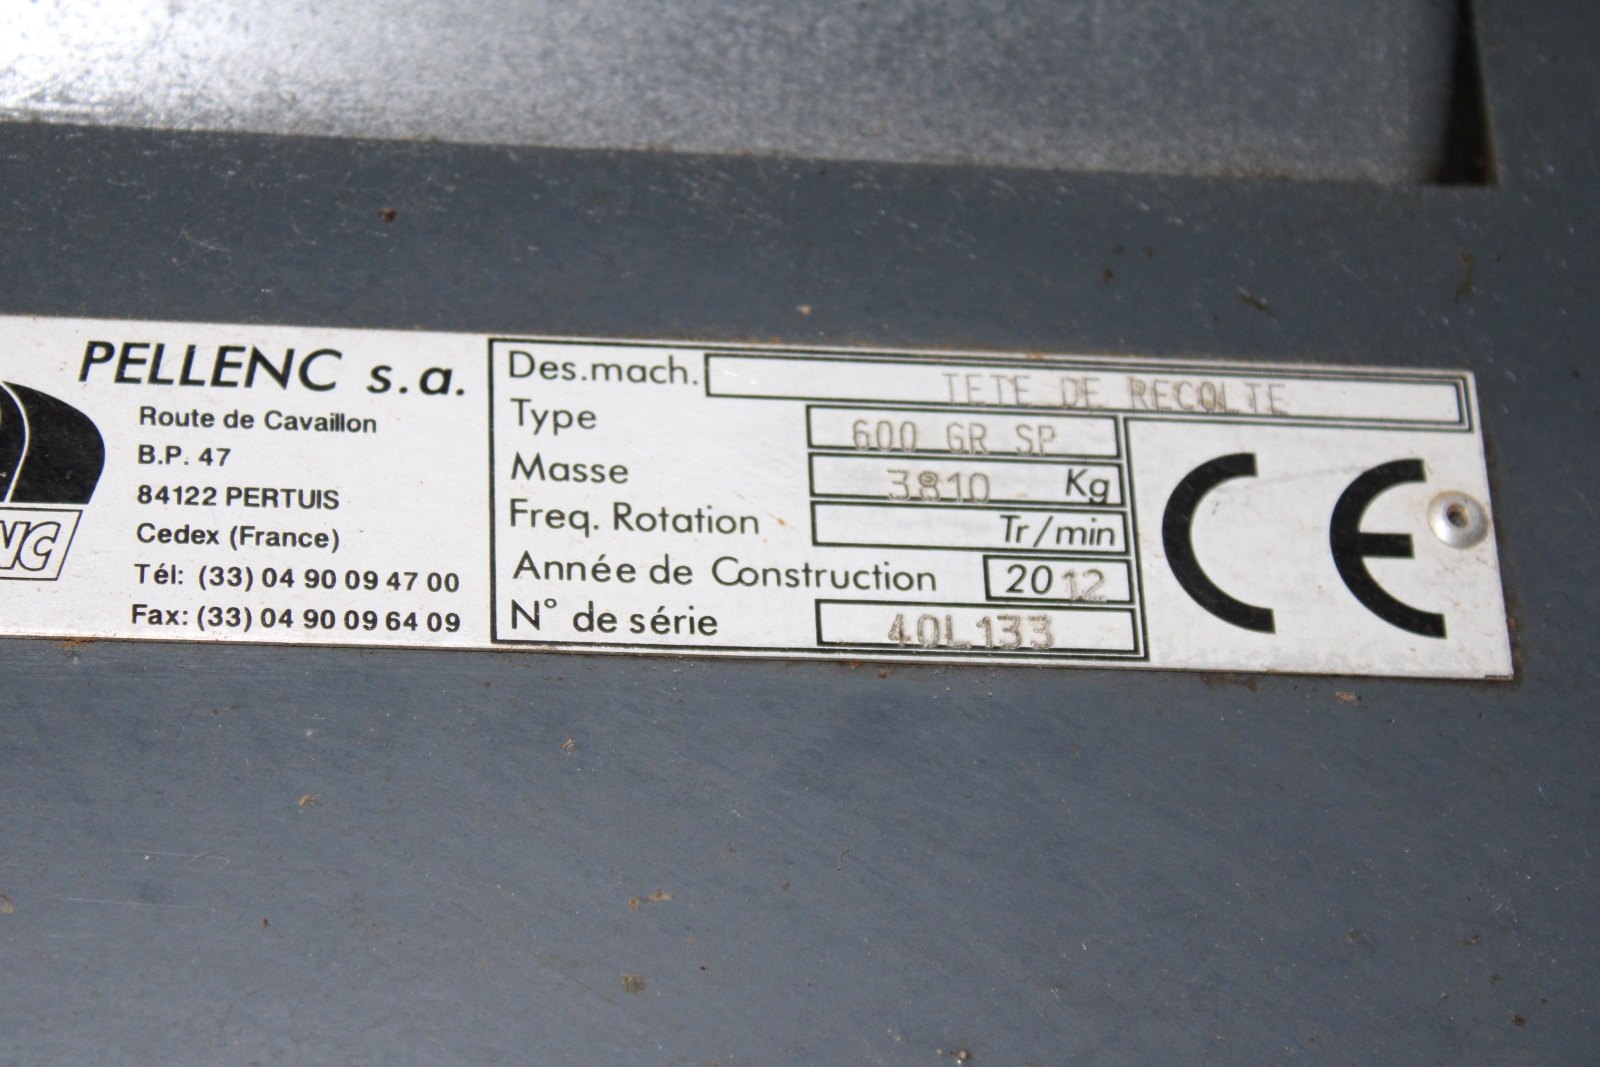 PELLENC s.a.
Route de Cavaillon
B.P. 47
84122 PERTUIS
Cedex (France)
Tél: (33) 04 90 09 47 00
Fax: (33) 04 90 09 64 09
NC
Des.mach. TETE DE RECOLTE
Type 600 GR SP
Masse 3810 Kg
Freq. Rotation Tr/min
Année de Construction 2012
N° de série 40L133
CE